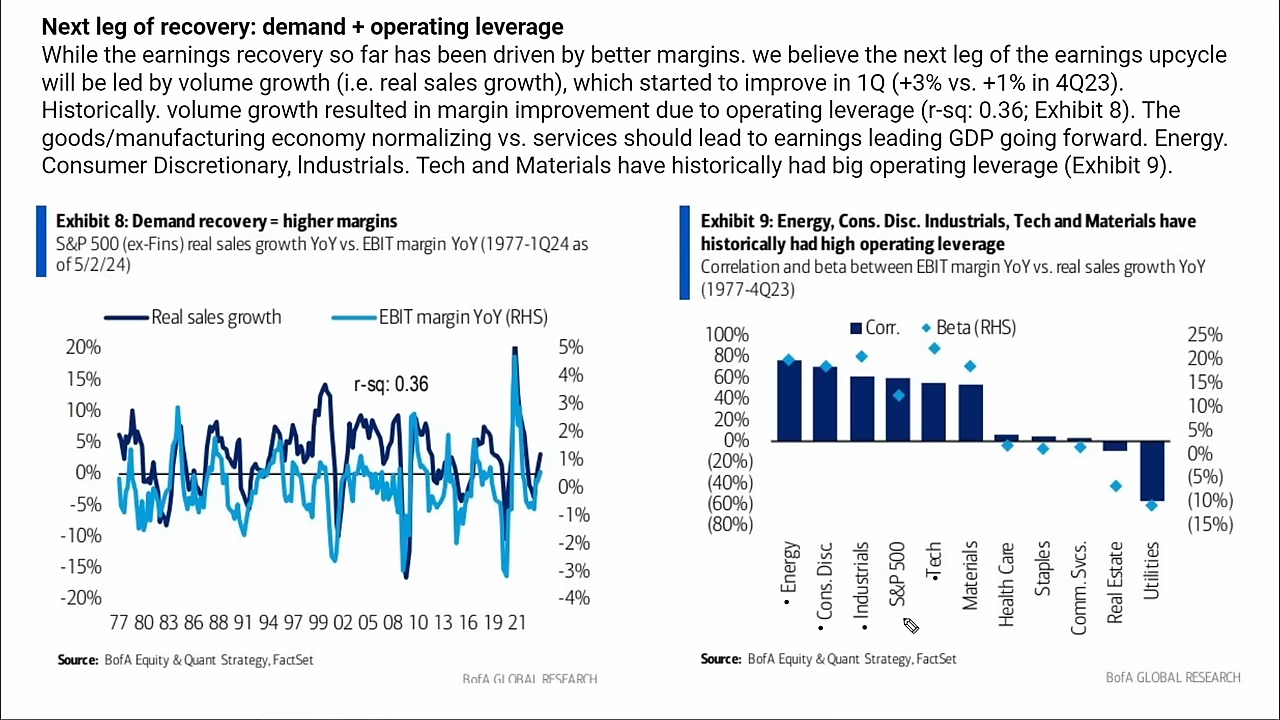 Next leg of recovery: demand + operating leverage
While the earnings recovery so far has been driven by better margins. we believe the next leg of the earnings upcycle
will be led by volume growth (i.e. real sales growth), which started to improve in 1Q (+3% vs. +1% in 4Q23).
Historically. volume growth resulted in margin improvement due to operating leverage (r-sq: 0.36; Exhibit 8). The
goods/manufacturing economy normalizing vs. services should lead to earnings leading GDP going forward. Energy.
Consumer Discretionary, Industrials. Tech and Materials have historically had big operating leverage (Exhibit 9).
Exhibit 8: Demand recovery = higher margins
S&P 500 (ex-Fins) real sales growth YoY vs. EBIT margin YoY (1977-1Q24 as
of 5/2/24)
Real sales growth
EBIT margin YoY (RHS)
r-sq: 0.36
20%
15%
10%
5%
0%
-5%
-10%
-15%
-20%
5%
4%
3%
2%
1%
0%
-1%
-2%
-3%
-4%
77 80 83 86 88 91 94 97 99 02 05 08 10 13 16 19 21
Source: BofA Equity & Quant Strategy, FactSet
BofA GLOBAL RESEARCH
Exhibit 9: Energy, Cons. Disc. Industrials, Tech and Materials have
historically had high operating leverage
Correlation and beta between EBIT margin YoY vs. real sales growth YoY
(1977-4Q23)
Corr.
Beta (RHS)
100%
80%
60%
40%
20%
0%
(20%)
(40%)
(60%)
(80%)
25%
20%
15%
10%
5%
0%
(5%)
(10%)
(15%)
Energy
Cons. Disc
Industrials
S&P 500
Tech
Materials
Health Care
Staples
Comm. Svcs.
Real Estate
Utilities
Source: BofA Equity & Quant Strategy, FactSet
BofA GLOBAL RESEARCH